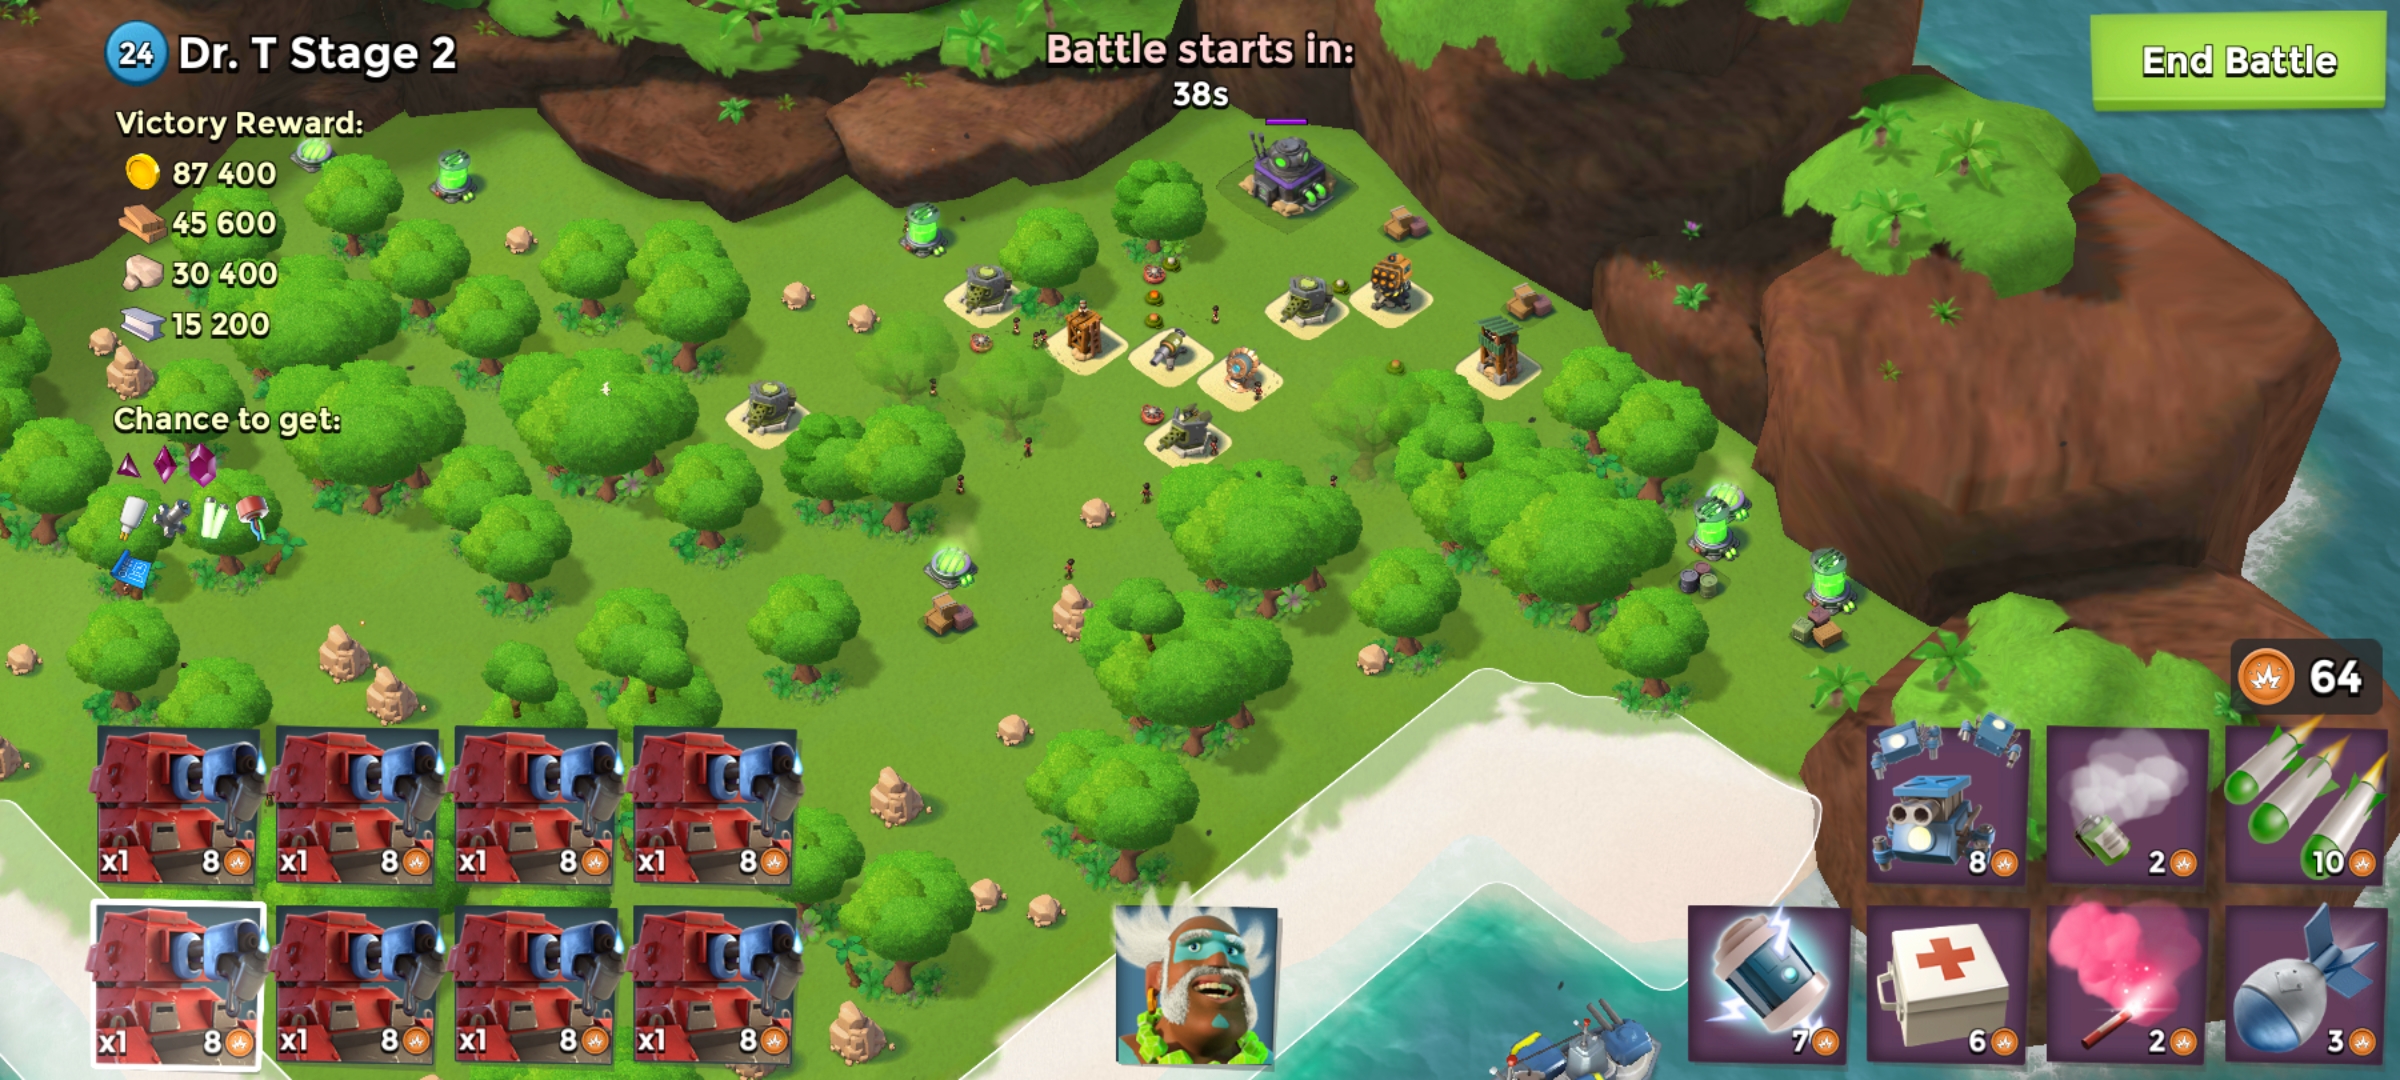 24 Dr. T Stage 2
Battle starts in:
38s
End Battle
Victory Reward:
87 400
45 600
30 400
15 200
Chance to get:
64
x1 8
x1 8
x1 8
x1 8
8
2
10
x1 8
x1 8
x1 8
x1 8
7
6
2
3